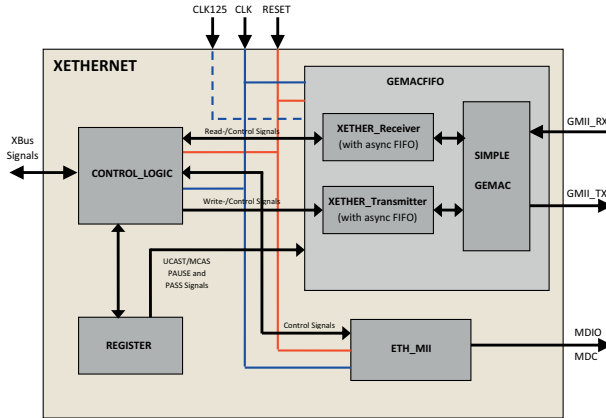 CLK125 CLK RESET
XETHERNET
GEMACFIFO
XBus
Signals
CONTROL_LOGIC
Read-/Control Signals
XETHER_Receiver
(with async FIFO)
SIMPLE
GEMAC
GMII_RX
Write-/Control Signals
XETHER_Transmitter
(with async FIFO)
GMII_TX
UCAST/MCAS
PAUSE and
PASS Signals
REGISTER
Control Signals
ETH_MII
MDIO
MDC